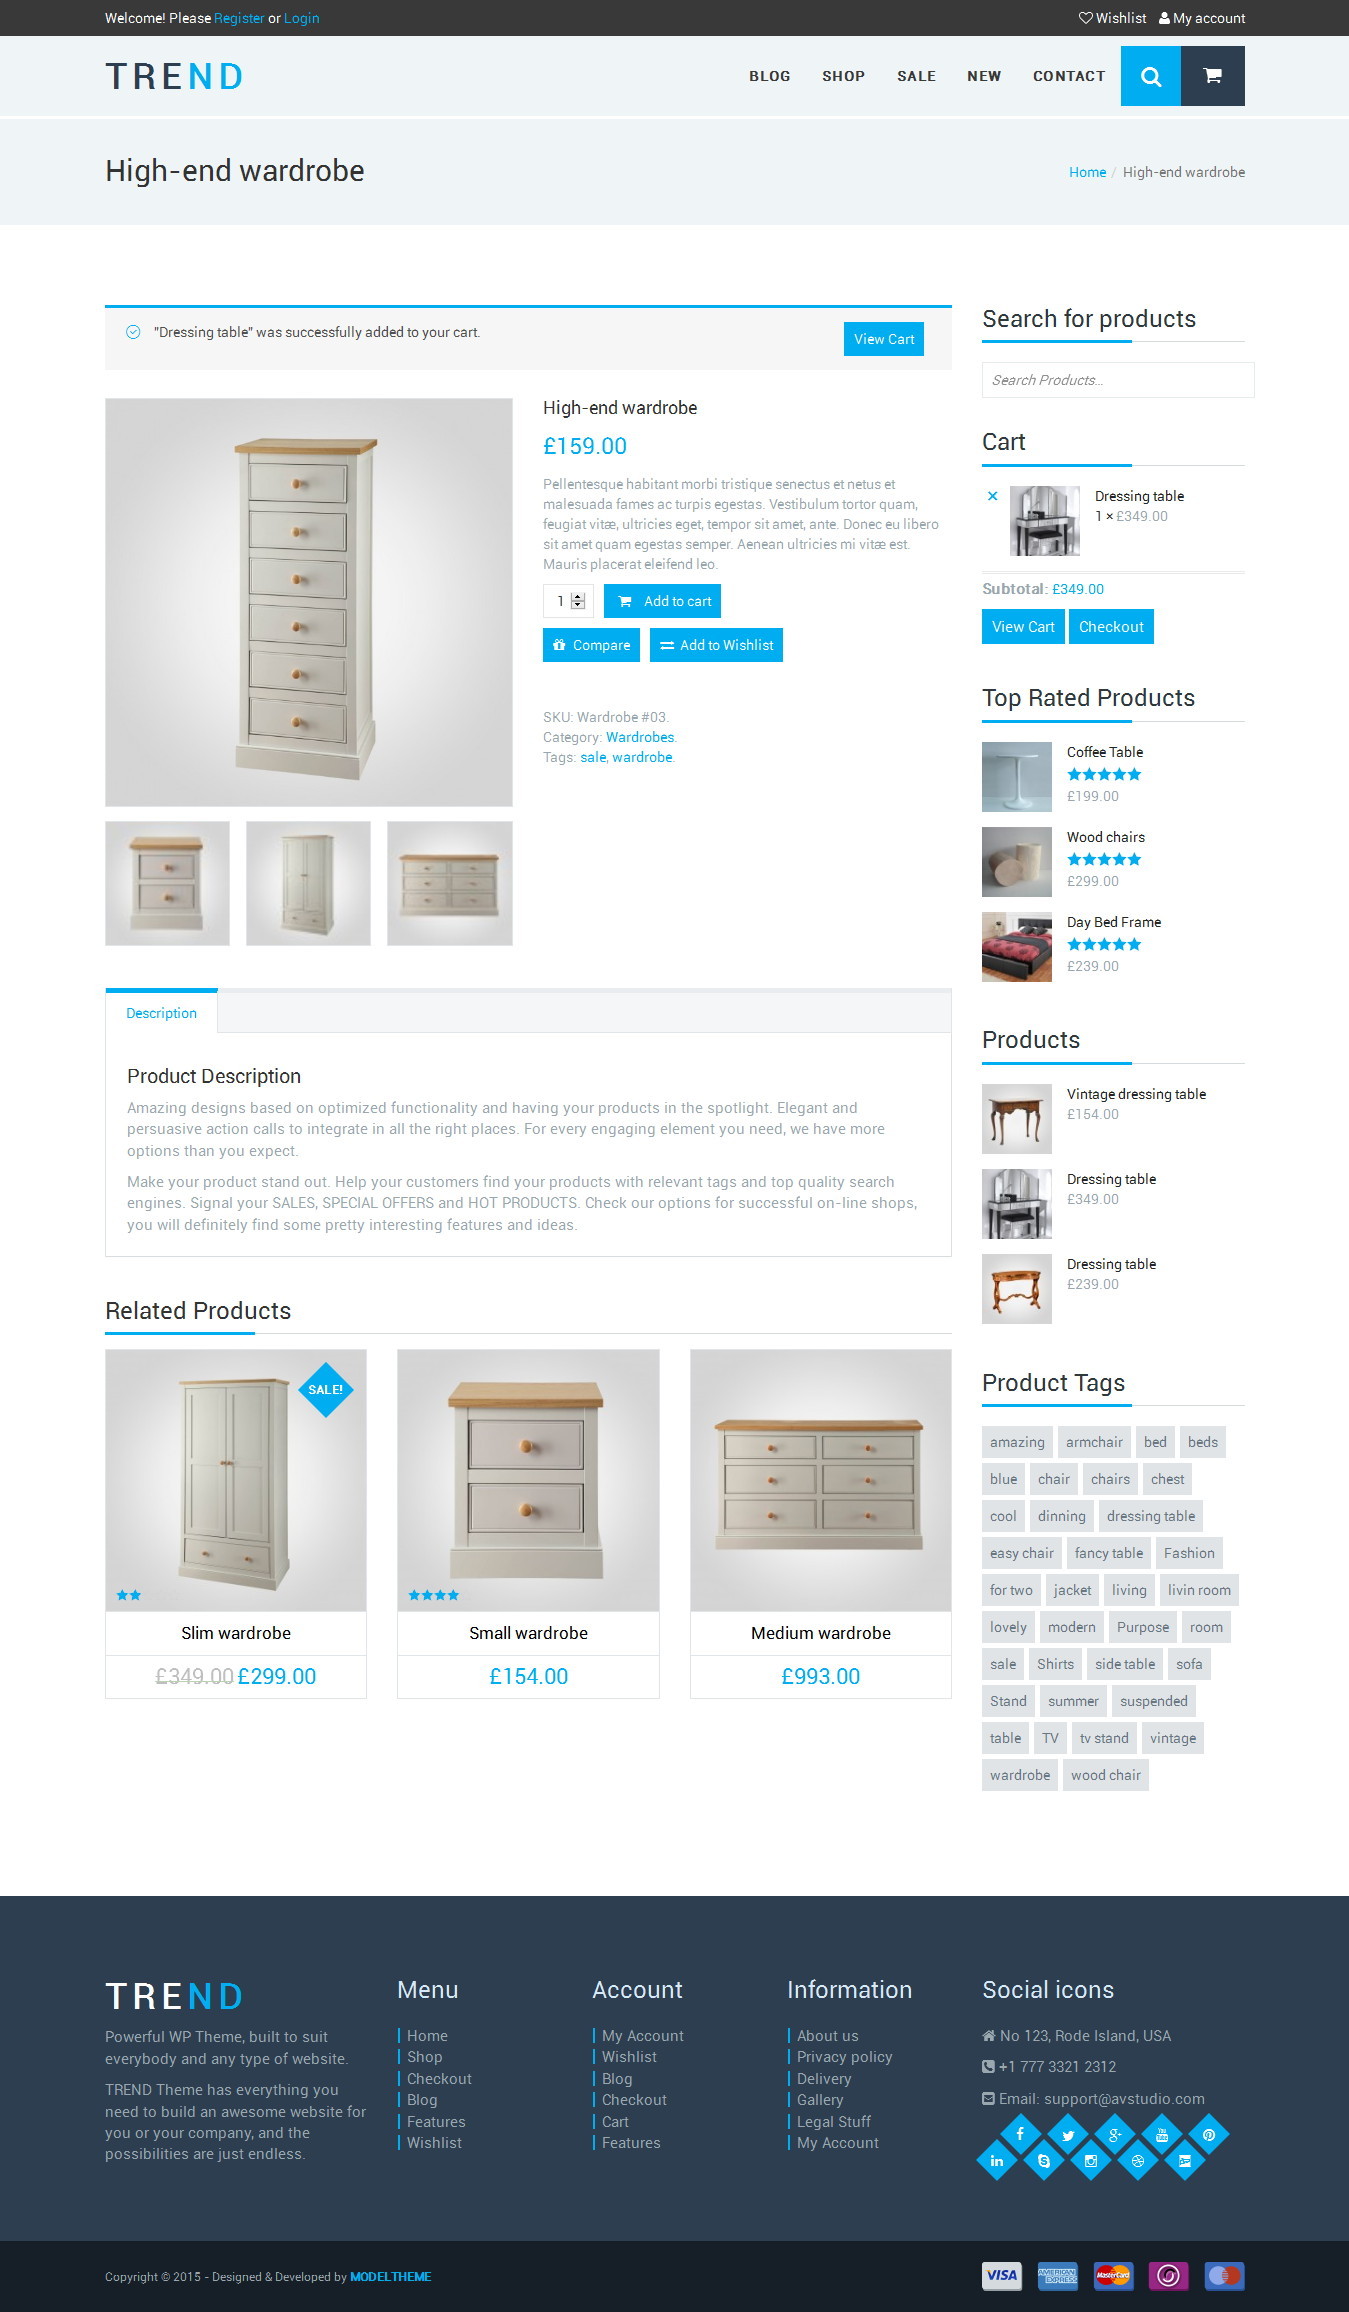 Welcome! Please Register or Login
Wishlist My account
TREND
BLOG SHOP SALE NEW CONTACT
High-end wardrobe
Home / High-end wardrobe
"Dressing table" was successfully added to your cart.
View Cart
High-end wardrobe
£159.00
Pellentesque habitant morbi tristique senectus et netus et
malesuada fames ac turpis egestas. Vestibulum tortor quam,
feugiat vitæ, ultricies eget, tempor sit amet, ante. Donec eu libero
sit amet quam egestas semper. Aenean ultricies mi vitæ est.
Mauris placerat eleifend leo.
1 Add to cart
Compare Add to Wishlist
SKU: Wardrobe #03.
Category: Wardrobes.
Tags: sale, wardrobe.
Description
Product Description
Amazing designs based on optimized functionality and having your products in the spotlight. Elegant and
persuasive action calls to integrate in all the right places. For every engaging element you need, we have more
options than you expect.
Make your product stand out. Help your customers find your products with relevant tags and top quality search
engines. Signal your SALES, SPECIAL OFFERS and HOT PRODUCTS. Check our options for successful on-line shops,
you will definitely find some pretty interesting features and ideas.
Related Products
SALE!
Slim wardrobe
£349.00 £299.00
Small wardrobe
£154.00
Medium wardrobe
£993.00
Search for products
Search Products...
Cart
× Dressing table
1 × £349.00
Subtotal: £349.00
View Cart Checkout
Top Rated Products
Coffee Table
£199.00
Wood chairs
£299.00
Day Bed Frame
£239.00
Products
Vintage dressing table
£154.00
Dressing table
£349.00
Dressing table
£239.00
Product Tags
amazing armchair bed beds
blue chair chairs chest
cool dinning dressing table
easy chair fancy table Fashion
for two jacket living livin room
lovely modern Purpose room
sale Shirts side table sofa
Stand summer suspended
table TV tv stand vintage
wardrobe wood chair
TREND
Powerful WP Theme, built to suit
everybody and any type of website.
TREND Theme has everything you
need to build an awesome website for
you or your company, and the
possibilities are just endless.
Menu
Home
Shop
Checkout
Blog
Features
Wishlist
Account
My Account
Wishlist
Blog
Checkout
Cart
Features
Information
About us
Privacy policy
Delivery
Gallery
Legal Stuff
My Account
Social icons
No 123, Rode Island, USA
+1 777 3321 2312
Email: support@avstudio.com
Copyright © 2015 - Designed & Developed by MODELTHEME
VISA AMERICAN EXPRESS MasterCard